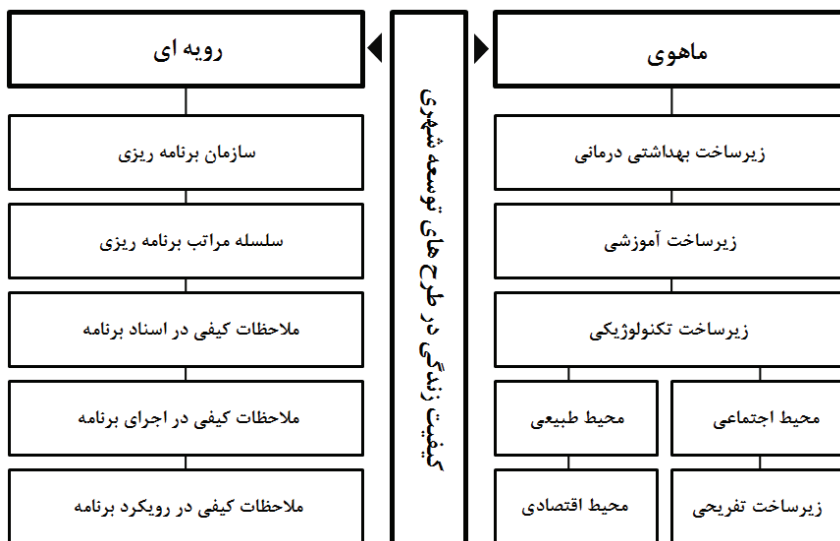 ماهوی
زیرساخت بهداشتی درمانی
زیرساخت آموزشی
زیرساخت تکنولوژیکی
محیط اجتماعی
محیط طبیعی
زیرساخت تفریحی
محیط اقتصادی
کیفیت زندگی در طرح های توسعه شهری
رویه ای
سازمان برنامه ریزی
سلسله مراتب برنامه ریزی
ملاحظات کیفی در اسناد برنامه
ملاحظات کیفی در اجرای برنامه
ملاحظات کیفی در رویکرد برنامه